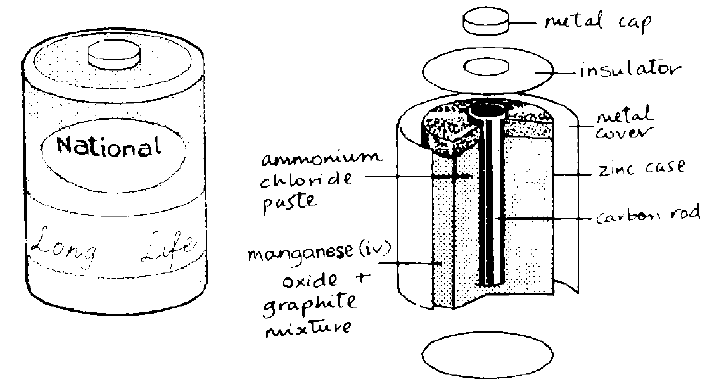 National
Long Life
metal cap
insulator
metal
cover
zinc case
carbon rod
ammonium
chloride
paste
manganese (iv)
oxide +
graphite
mixture